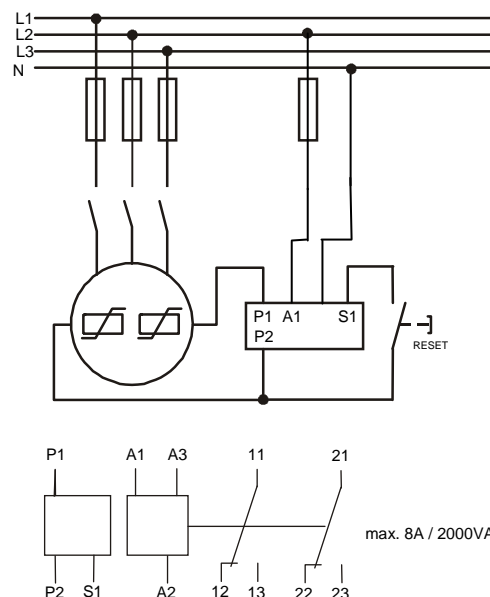 L1
L2
L3
N
P1 A1 S1
P2
RESET
P1 A1 A3 11 21
max. 8A / 2000VA
P2 S1 A2 12 13 22 23